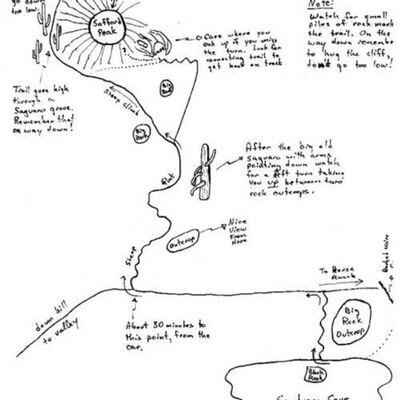 go down
too low.
Safford
Peak
Cave where you
end up if you miss
the turn. Look for
connecting trail to
get back on track
Note:
Watch for small
piles of rock mark
the trail. On the
way down remember
to hug the cliff,
don't go too low!
Trail goes high
through a
Saguaro grove.
Remember that
on way down!
Steep climb
Big
Rock
Big
Rock
After the big old
saguaro with arms
pointing down watch
for a left turn taking
you up between two
rock outcrops.
Nice
View
From
Here
Outcrop
Steep
To Horse
Ranch
down hill
to valley
About 30 minutes to
this point, from the
car.
Big
Rock
Outcrop